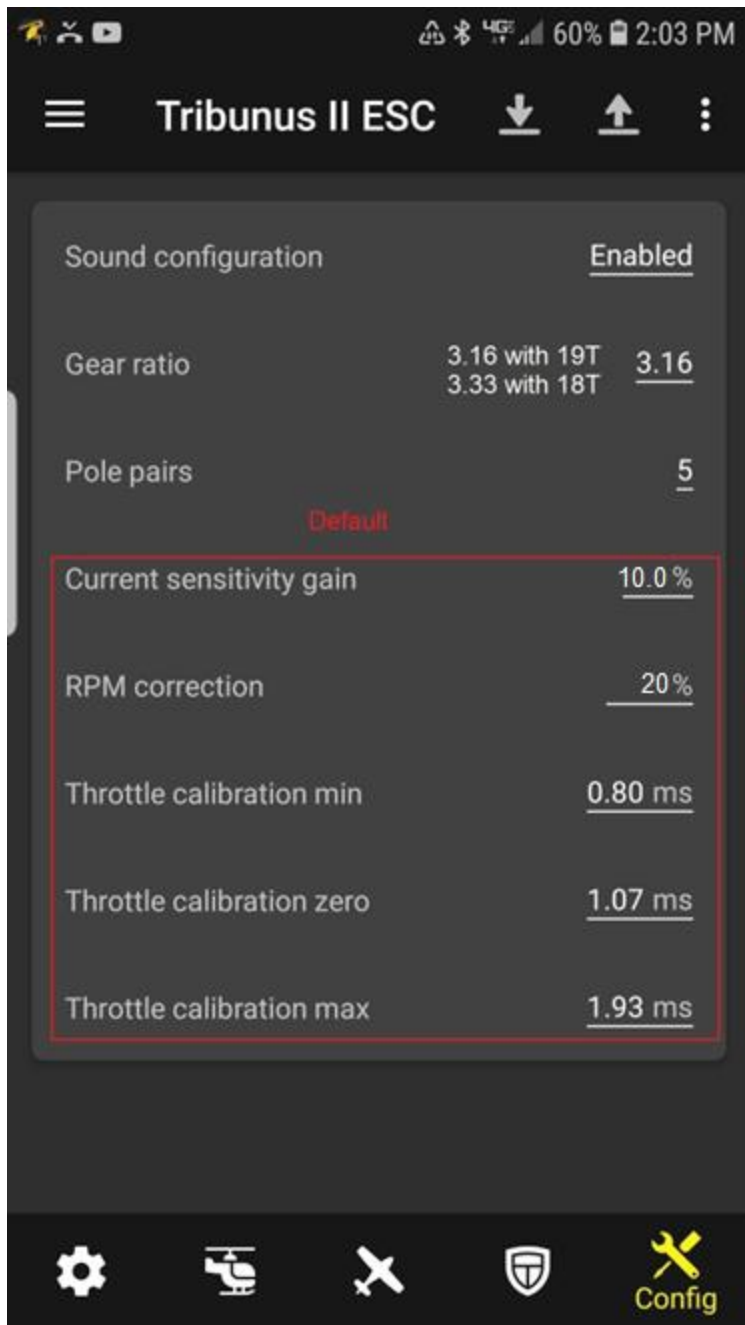 4GE 60% 2:03 PM
Tribunus II ESC
Sound configuration Enabled
Gear ratio 3.16 with 19T 3.16
3.33 with 18T
Pole pairs 5
Default
Current sensitivity gain 10.0 %
RPM correction 20 %
Throttle calibration min 0.80 ms
Throttle calibration zero 1.07 ms
Throttle calibration max 1.93 ms
Config